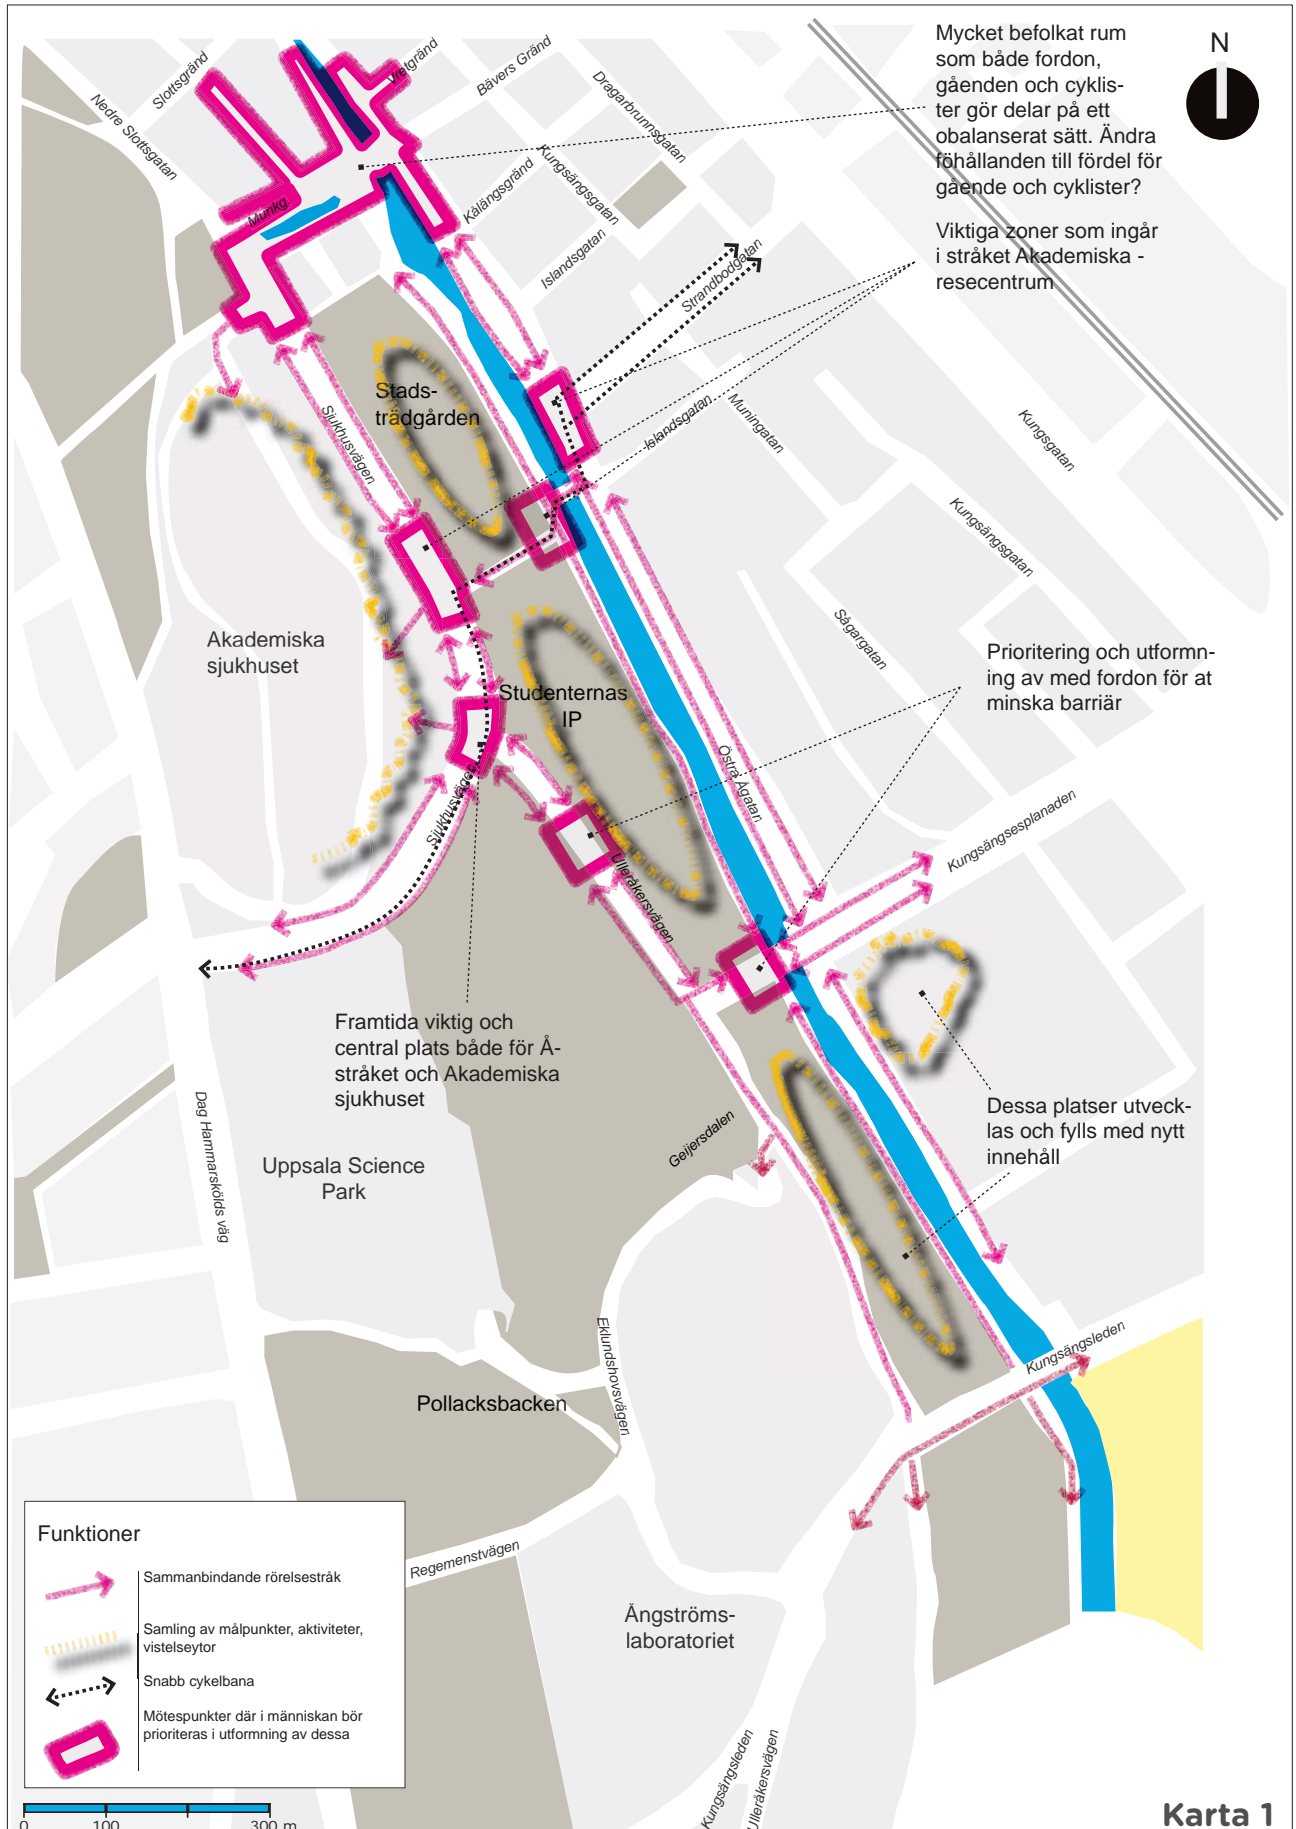 Mycket befolkat rum
som både fordon,
gåenden och cyklis-
ter gör delar på ett
obalanserat sätt. Ändra
föhållanden till fördel för
gående och cyklister?
Viktiga zoner som ingår
i stråket Akademiska -
resecentrum
N
Slottsgränd
Nedre Slottsgatan
Vretgränd
Bävers Gränd
Dragarbrunnsgatan
Kungsängsgatan
Kålängsgränd
Islandsgatan
Munkg.
Strandbodgatan
Stads-
trädgården
Sjukhusvägen
Islandsgatan
Muningatan
Kungsgatan
Kungsängsgatan
Sågargatan
Akademiska
sjukhuset
Studenternas
IP
Prioritering och utformn-
ing av med fordon för at
minska barriär
Östra Ågatan
Sjukhusvägen
Kungsängsesplanaden
Ulleråkersvägen
Framtida viktig och
central plats både för Å-
stråket och Akademiska
sjukhuset
Dessa platser utveck-
las och fylls med nytt
innehåll
Dag Hammarskölds väg
Geijersdalen
Uppsala Science
Park
Eklundshovsvägen
Kungsängsleden
Pollacksbacken
Regemenstvägen
Ångströms-
laboratoriet
Kungsängsleden
Ulleråkersvägen
Funktioner
Sammanbindande rörelsestråk
Samling av målpunkter, aktiviteter,
vistelseytor
Snabb cykelbana
Mötespunkter där i människan bör
prioriteras i utformning av dessa
0 100 300 m
Karta 1